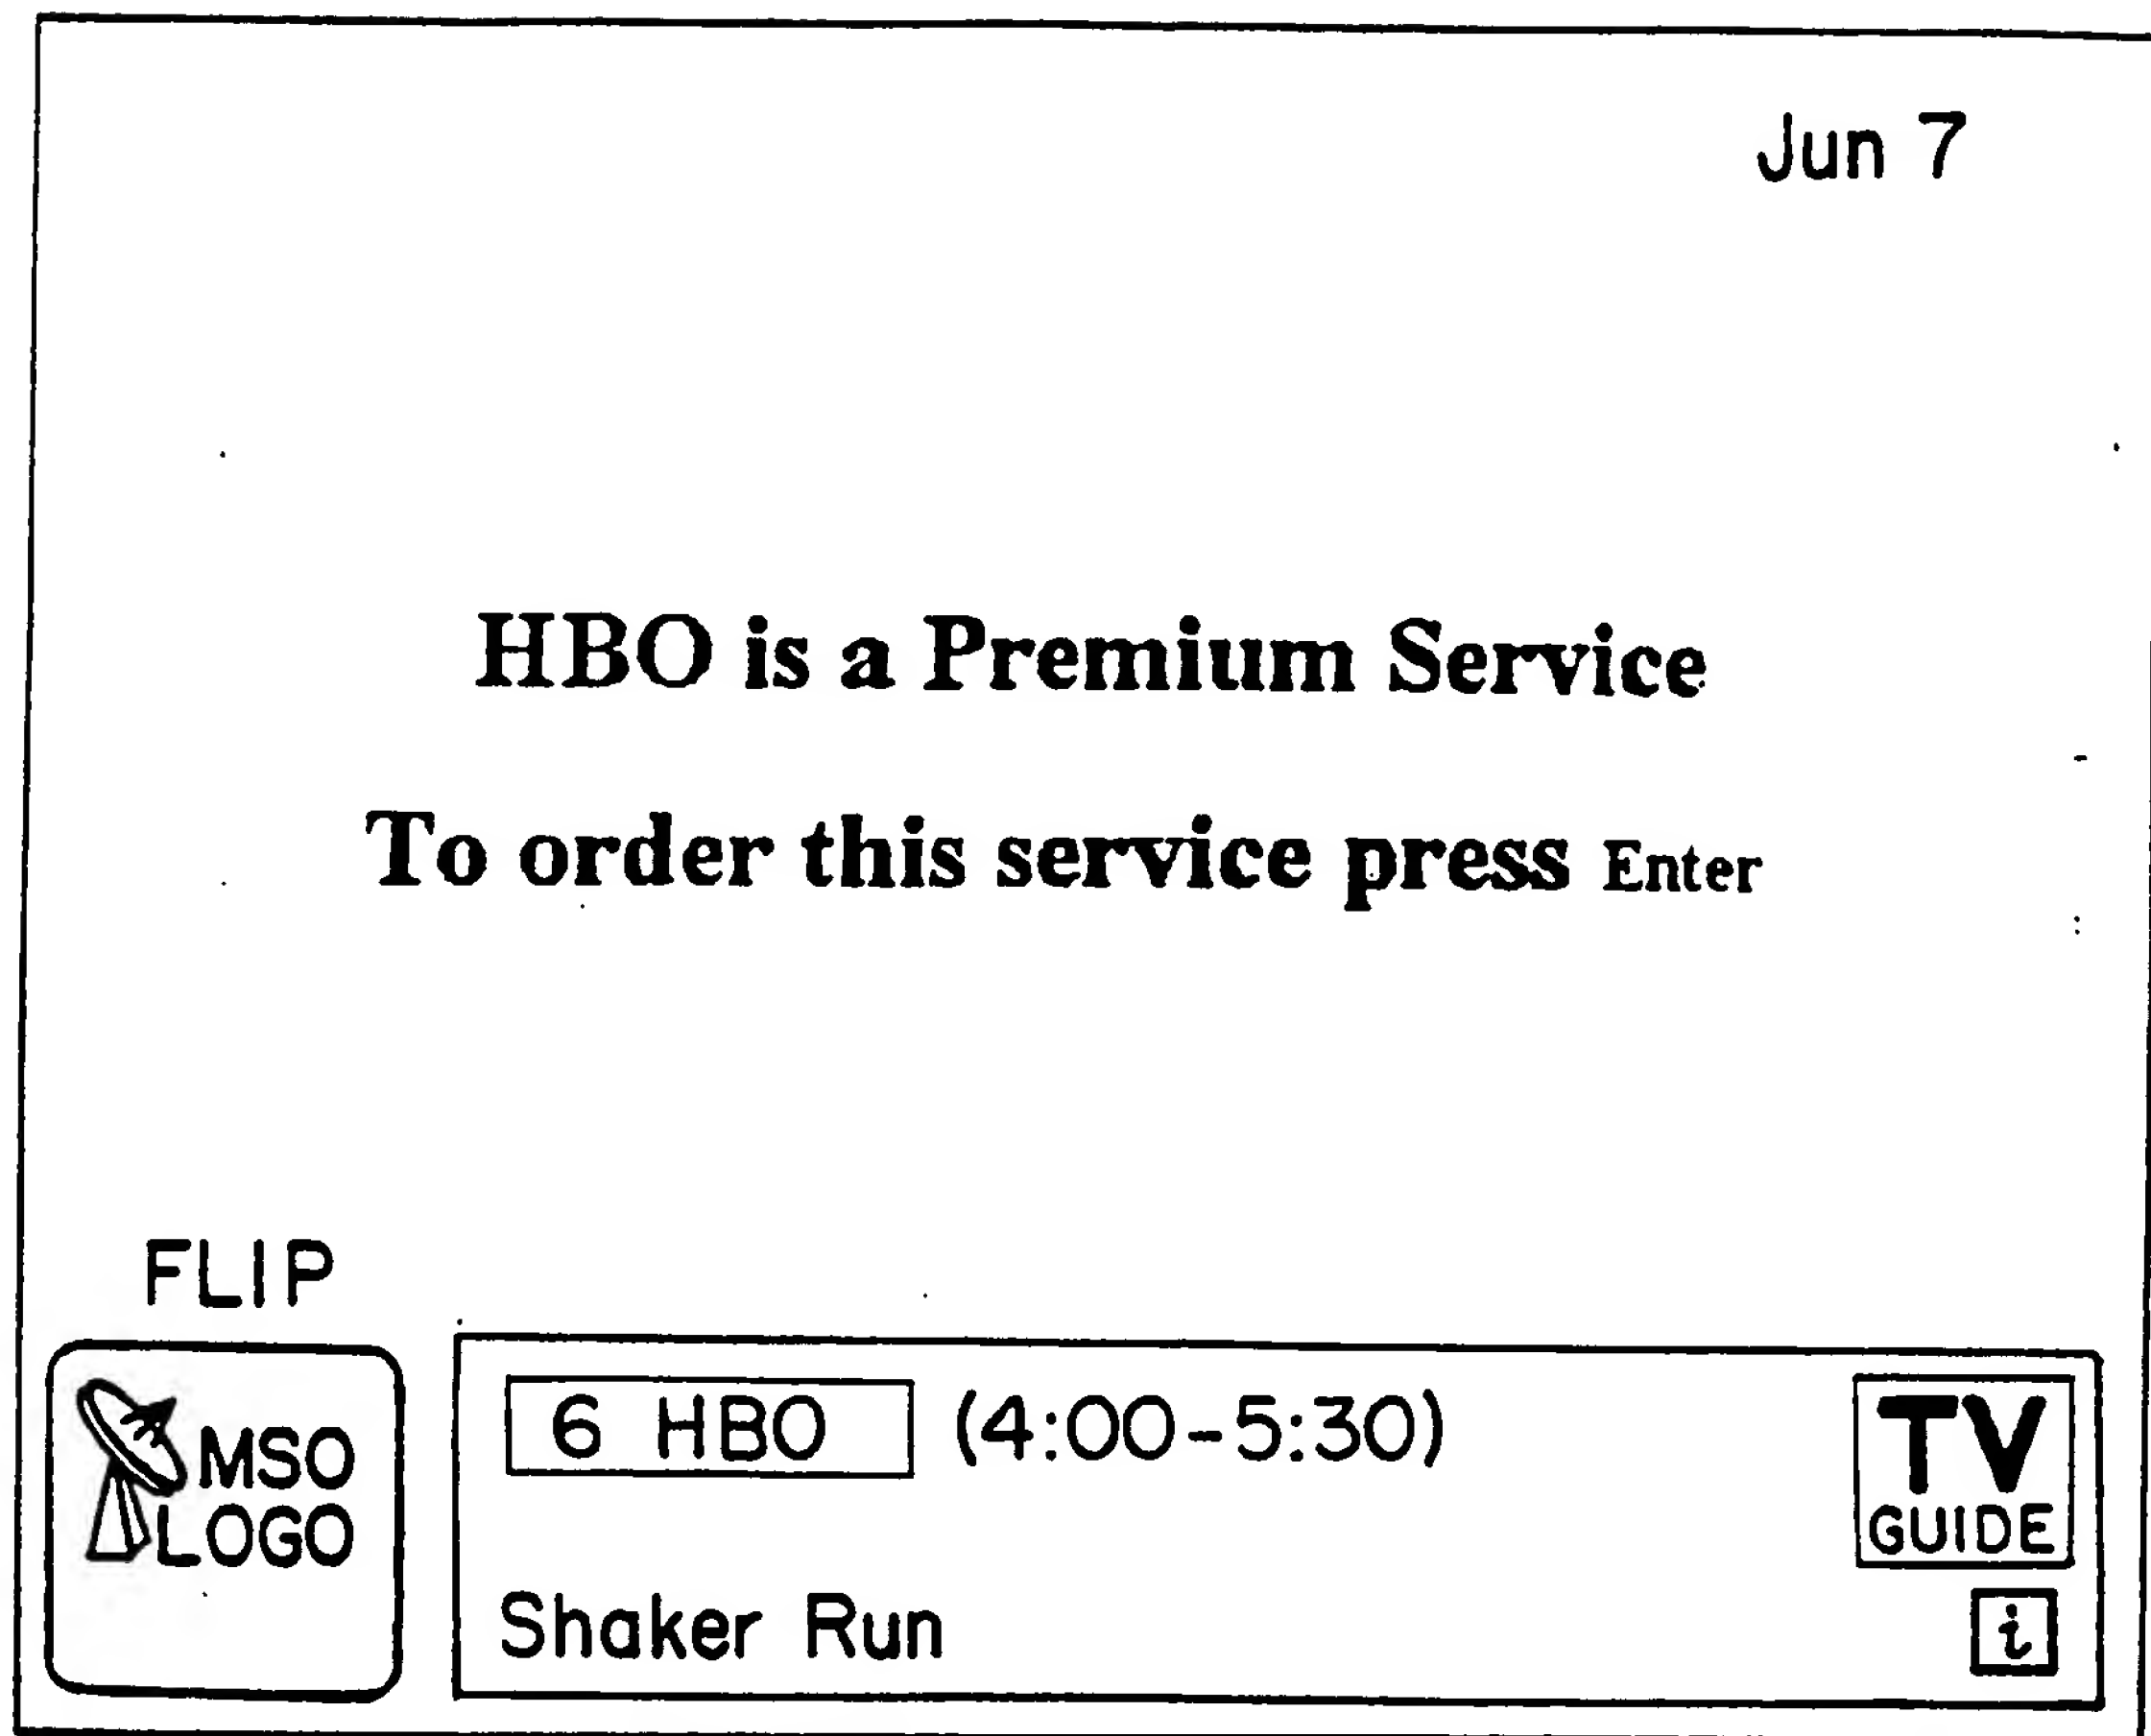 Jun 7
HBO is a Premium Service
To order this service press Enter
FLIP
MSO
LOGO
6 HBO (4:00-5:30)
TV
GUIDE
Shaker Run
i